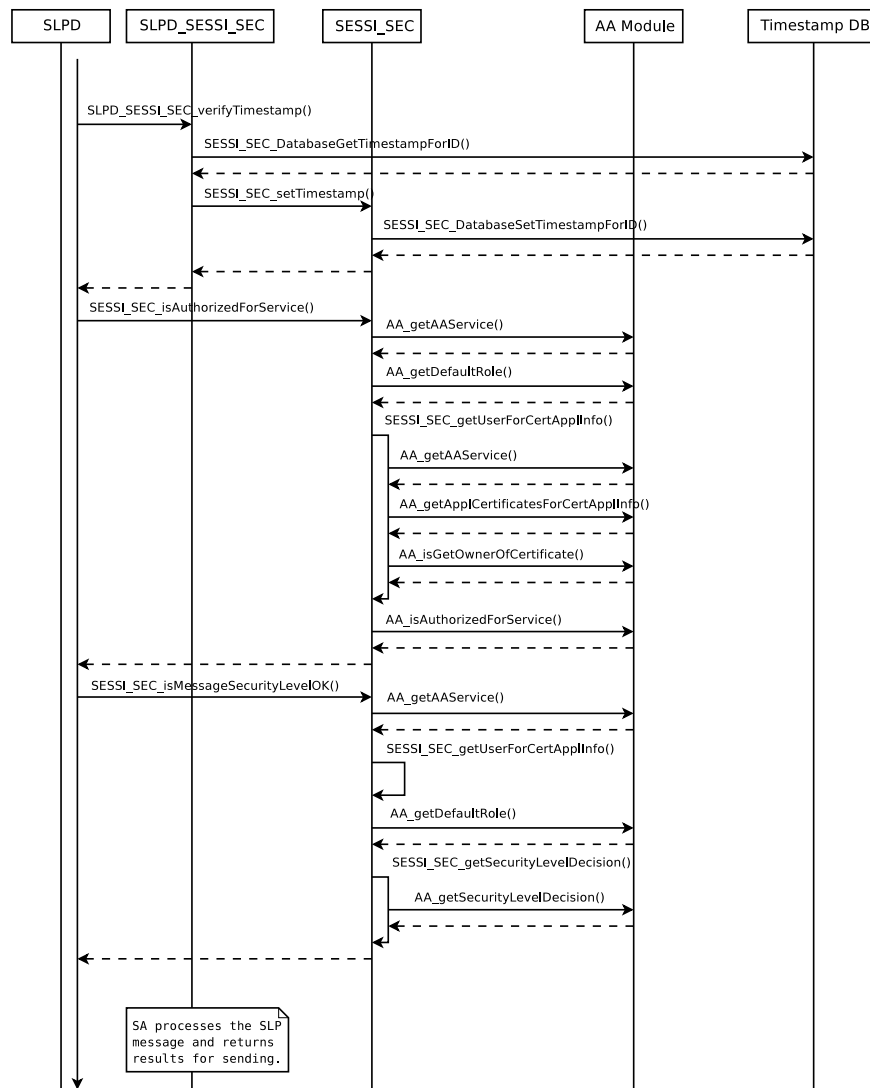 SLPD
SLPD_SESSI_SEC
SESSI_SEC
AA Module
Timestamp DB
SLPD_SESSI_SEC_verifyTimestamp()
SESSI_SEC_DatabaseGetTimestampForID()
SESSI_SEC_setTimestamp()
SESSI_SEC_DatabaseSetTimestampForID()
SESSI_SEC_isAuthorizedForService()
AA_getAAService()
AA_getDefaultRole()
SESSI_SEC_getUserForCertApplInfo()
AA_getAAService()
AA_getApplCertificatesForCertApplInfo()
AA_isGetOwnerOfCertificate()
AA_isAuthorizedForService()
SESSI_SEC_isMessageSecurityLevelOK()
AA_getAAService()
SESSI_SEC_getUserForCertApplInfo()
AA_getDefaultRole()
SESSI_SEC_getSecurityLevelDecision()
AA_getSecurityLevelDecision()
SA processes the SLP
message and returns
results for sending.